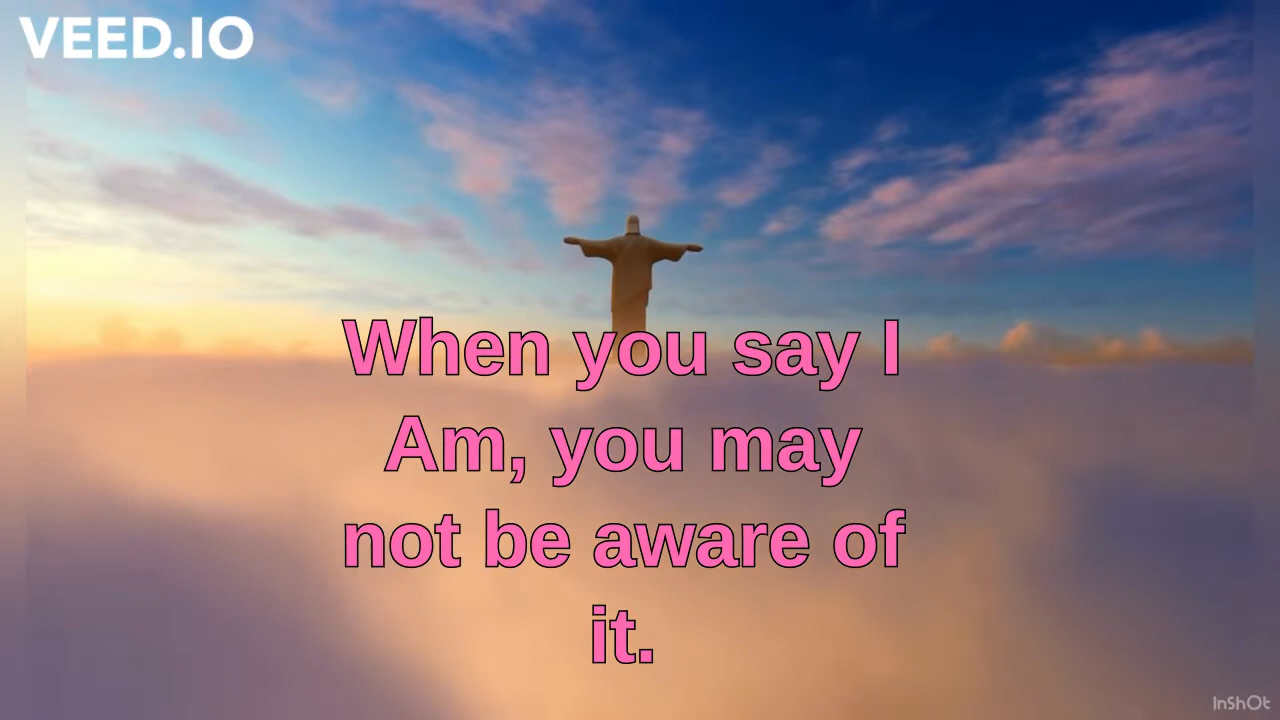 VEED.IO
When you say I
Am, you may
not be aware of
it.
InShOt